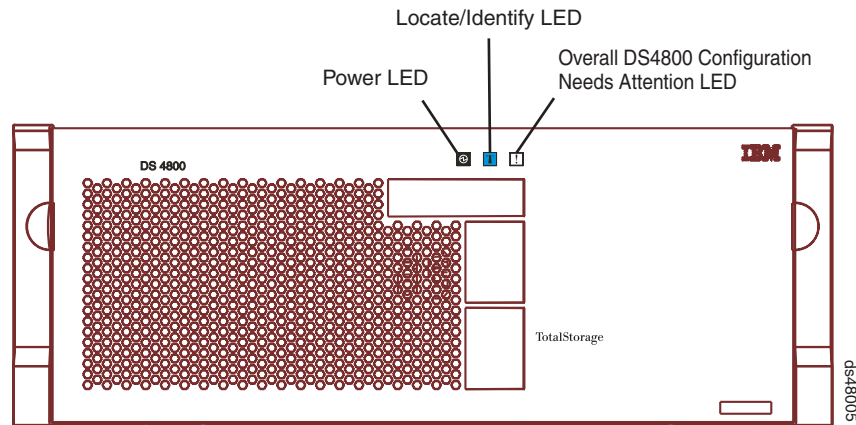 Locate/Identify LED
Power LED
Overall DS4800 Configuration
Needs Attention LED
DS 4800
IBM
TotalStorage
ds48005